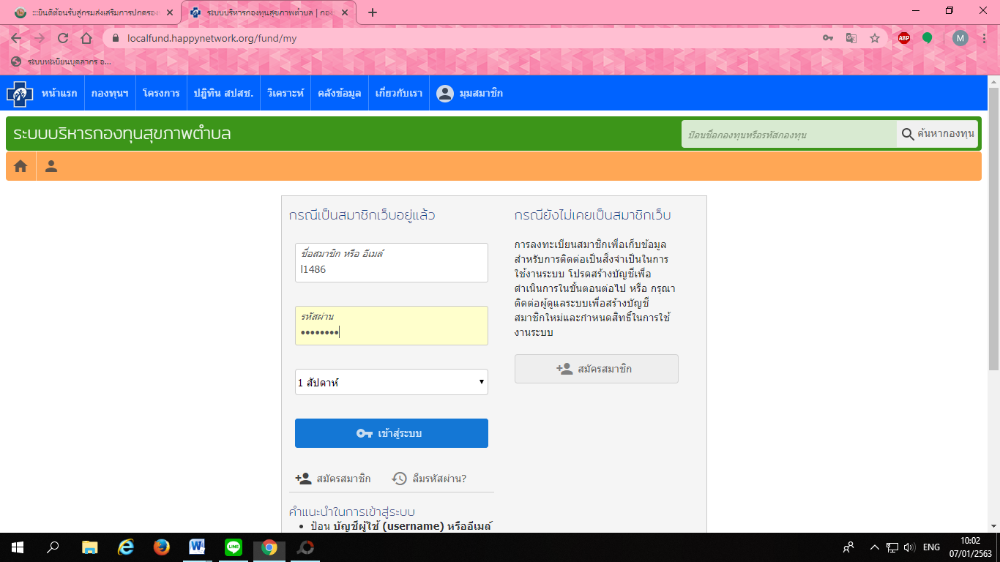 :::ยินดีต้อนรับสู่กรมส่งเสริมการปกครอง
ระบบบริหารกองทุนสุขภาพตำบล | กอง
localfund.happynetwork.org/fund/my
ABP
M
ระบบทะเบียนบุคลากร อ...
หน้าแรก
กองทุนฯ
โครงการ
ปฏิทิน สปสช.
วิเคราะห์
คลังข้อมูล
เกี่ยวกับเรา
มุมสมาชิก
ระบบบริหารกองทุนสุขภาพตำบล
ป้อนชื่อกองทุนหรือรหัสกองทุน
ค้นหากองทุน
กรณีเป็นสมาชิกเว็บอยู่แล้ว
ชื่อสมาชิก หรือ อีเมล์
l1486
รหัสผ่าน
••••••••
1 สัปดาห์
เข้าสู่ระบบ
สมัครสมาชิก
ลืมรหัสผ่าน?
คำแนะนำในการเข้าสู่ระบบ
• ป้อน บัญชีผู้ใช้ (username) หรืออีเมล์
กรณียังไม่เคยเป็นสมาชิกเว็บ
การลงทะเบียนสมาชิกเพื่อเก็บข้อมูล
สำหรับการติดต่อเป็นสิ่งจำเป็นในการ
ใช้งานระบบ โปรดสร้างบัญชีเพื่อ
ดำเนินการในขั้นตอนต่อไป หรือ กรุณา
ติดต่อผู้ดูแลระบบเพื่อสร้างบัญชี
สมาชิกใหม่และกำหนดสิทธิ์ในการใช้
งานระบบ
สมัครสมาชิก
LINE
ENG
10:02
07/01/2563